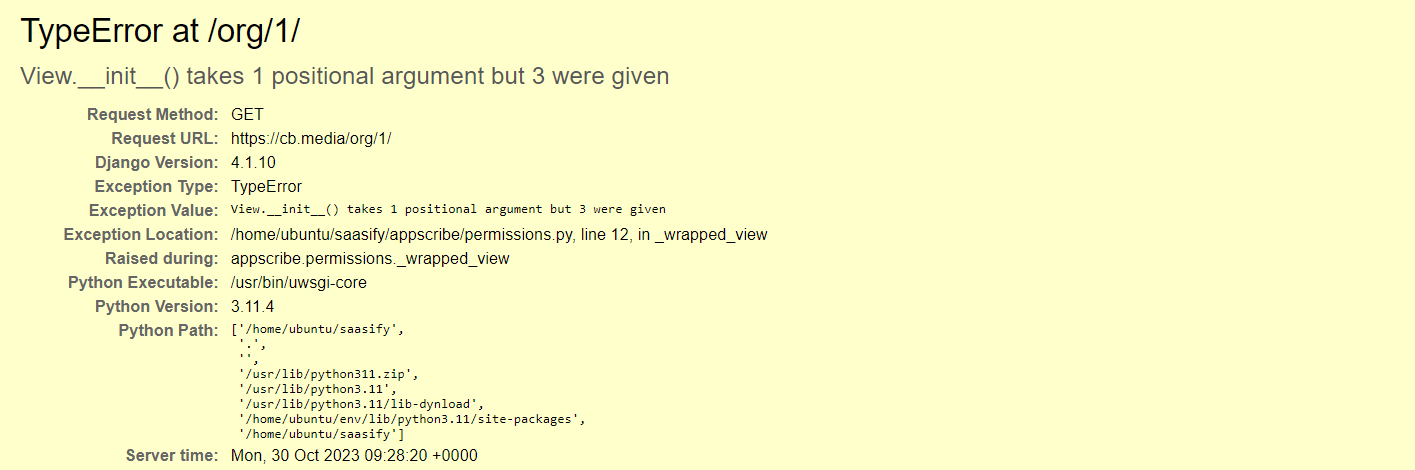 TypeError at /org/1/
View.__init__() takes 1 positional argument but 3 were given
Request Method: GET
Request URL: https://cb.media/org/1/
Django Version: 4.1.10
Exception Type: TypeError
Exception Value: View.__init__() takes 1 positional argument but 3 were given
Exception Location: /home/ubuntu/saasify/appscribe/permissions.py, line 12, in _wrapped_view
Raised during: appscribe.permissions._wrapped_view
Python Executable: /usr/bin/uwsgi-core
Python Version: 3.11.4
Python Path: ['/home/ubuntu/saasify',
'.',
'',
'/usr/lib/python311.zip',
'/usr/lib/python3.11',
'/usr/lib/python3.11/lib-dynload',
'/home/ubuntu/env/lib/python3.11/site-packages',
'/home/ubuntu/saasify']
Server time: Mon, 30 Oct 2023 09:28:20 +0000